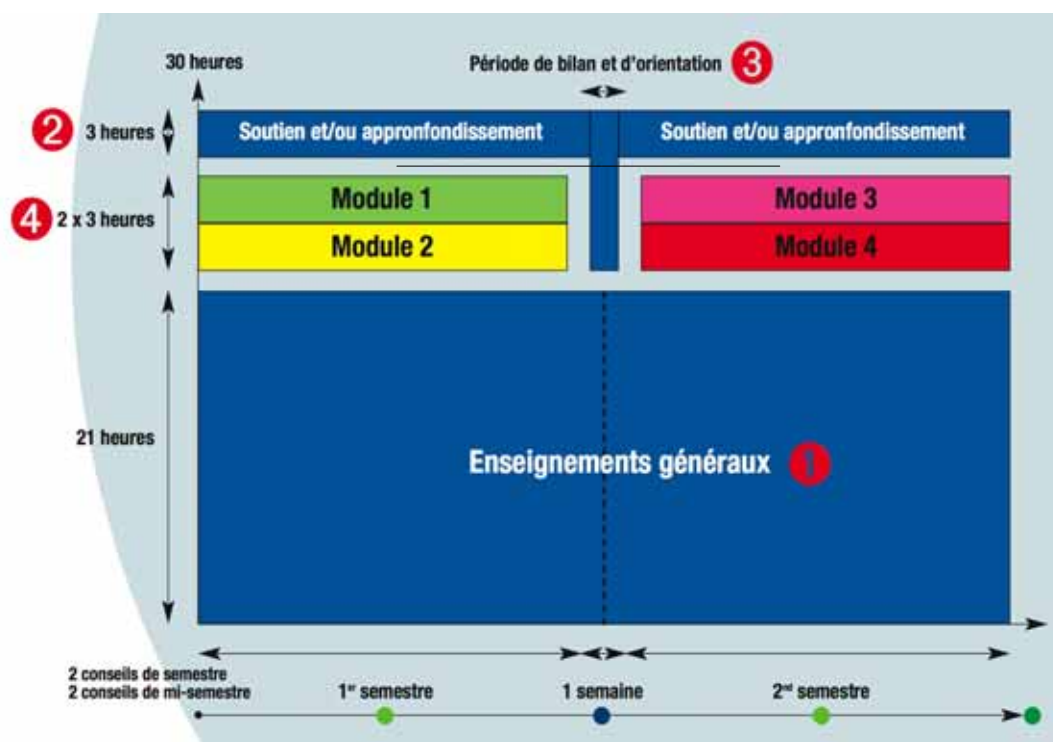 30 heures
Période de bilan et d'orientation 3
2 3 heures
Soutien et/ou appronfondissement
Soutien et/ou appronfondissement
4 2 x 3 heures
Module 1
Module 3
Module 2
Module 4
21 heures
Enseignements généraux 1
2 conseils de semestre
2 conseils de mi-semestre
1er semestre
1 semaine
2nd semestre